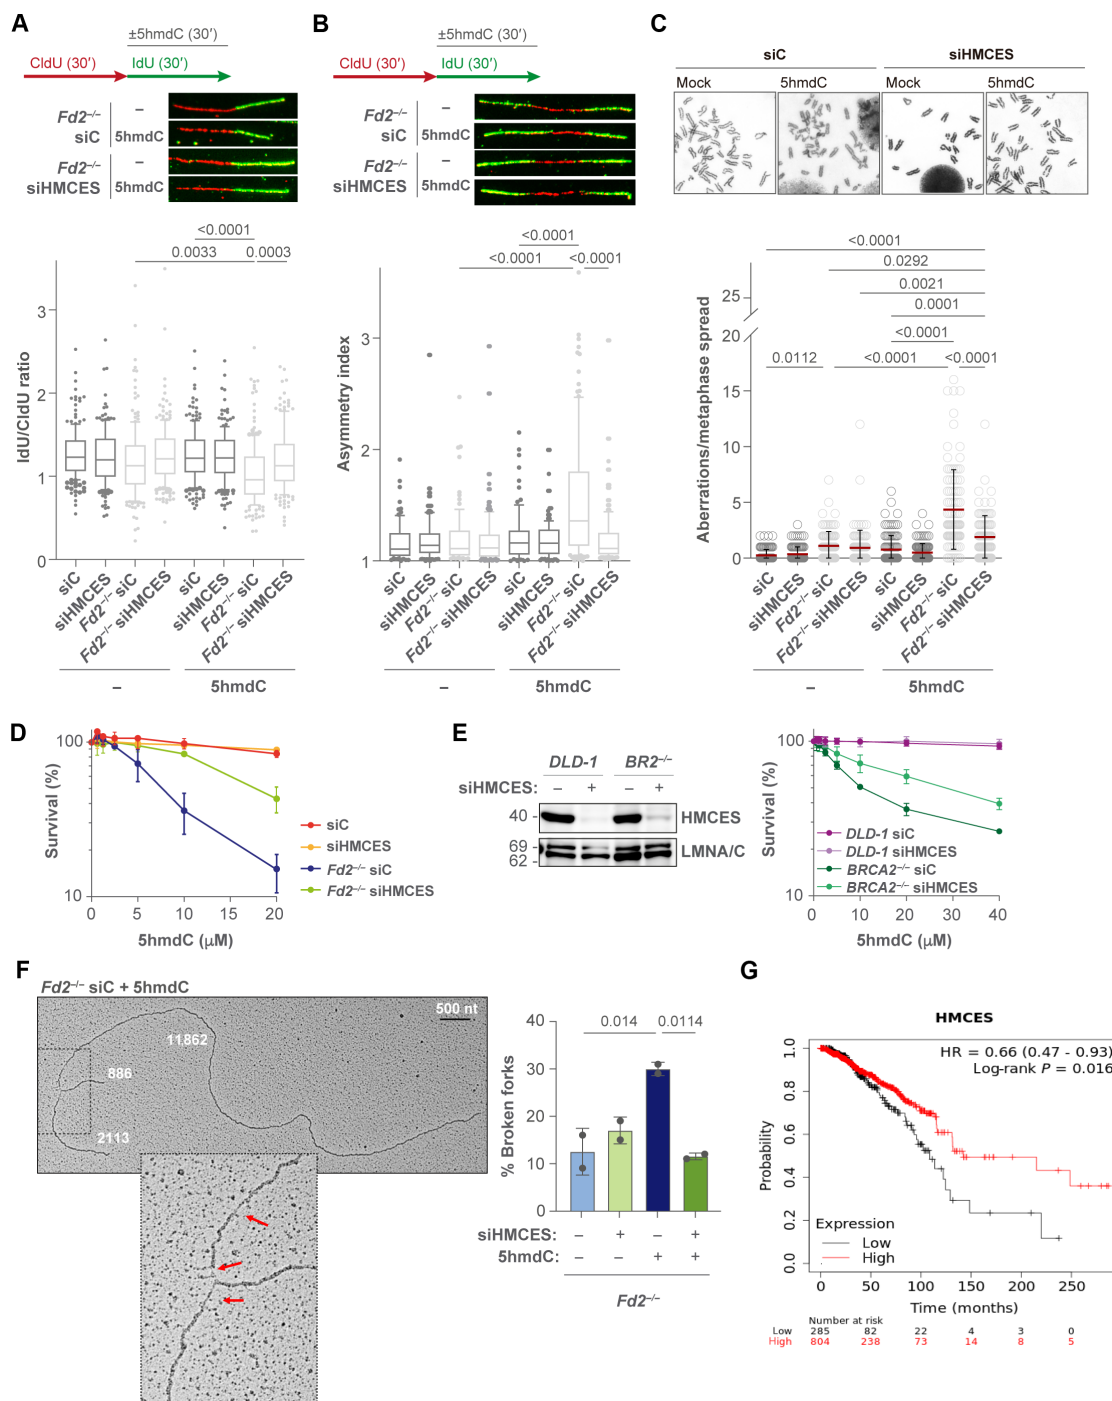 A
±5hmdC (30′)
CldU (30′)
IdU (30′)
Fd2–/–
siC
–
5hmdC
Fd2–/–
siHMCES
–
5hmdC
<0.0001
0.0033
0.0003
IdU/CldU ratio
3
2
1
0
siC
siHMCES
Fd2–/– siC
Fd2–/– siHMCES
siC
siHMCES
Fd2–/– siC
Fd2–/– siHMCES
–
5hmdC
B
±5hmdC (30′)
CldU (30′)
IdU (30′)
Fd2–/–
siC
–
5hmdC
Fd2–/–
siHMCES
–
5hmdC
<0.0001
<0.0001
<0.0001
Asymmetry index
3
2
1
siC
siHMCES
Fd2–/– siC
Fd2–/– siHMCES
siC
siHMCES
Fd2–/– siC
Fd2–/– siHMCES
–
5hmdC
C
siC
siHMCES
Mock
5hmdC
Mock
5hmdC
<0.0001
0.0292
0.0021
0.0001
<0.0001
0.0112
<0.0001
<0.0001
Aberrations/metaphase spread
25
20
15
10
5
0
siC
siHMCES
Fd2–/– siC
Fd2–/– siHMCES
siC
siHMCES
Fd2–/– siC
Fd2–/– siHMCES
–
5hmdC
D
Survival (%)
100
10
0
5
10
15
20
5hmdC (μM)
siC
siHMCES
Fd2–/– siC
Fd2–/– siHMCES
E
DLD-1
BR2–/–
siHMCES:
–
+
–
+
40 -
HMCES
69
62
LMNA/C
Survival (%)
100
10
DLD-1 siC
DLD-1 siHMCES
BRCA2–/– siC
BRCA2–/– siHMCES
0
10
20
30
40
5hmdC (μM)
F
Fd2–/– siC + 5hmdC
500 nt
11862
886
2113
% Broken forks
40
30
20
10
0
0.014
0.0114
siHMCES:
–
+
–
+
5hmdC:
–
–
+
+
Fd2–/–
G
HMCES
HR = 0.66 (0.47 - 0.93)
Log-rank P = 0.016
Probability
1.0
0.8
0.6
0.4
0.2
0.0
Expression
Low
High
0
50
100
150
200
250
Time (months)
Number at risk
Low 285 82 22 4 3 0
High 804 238 73 14 8 5